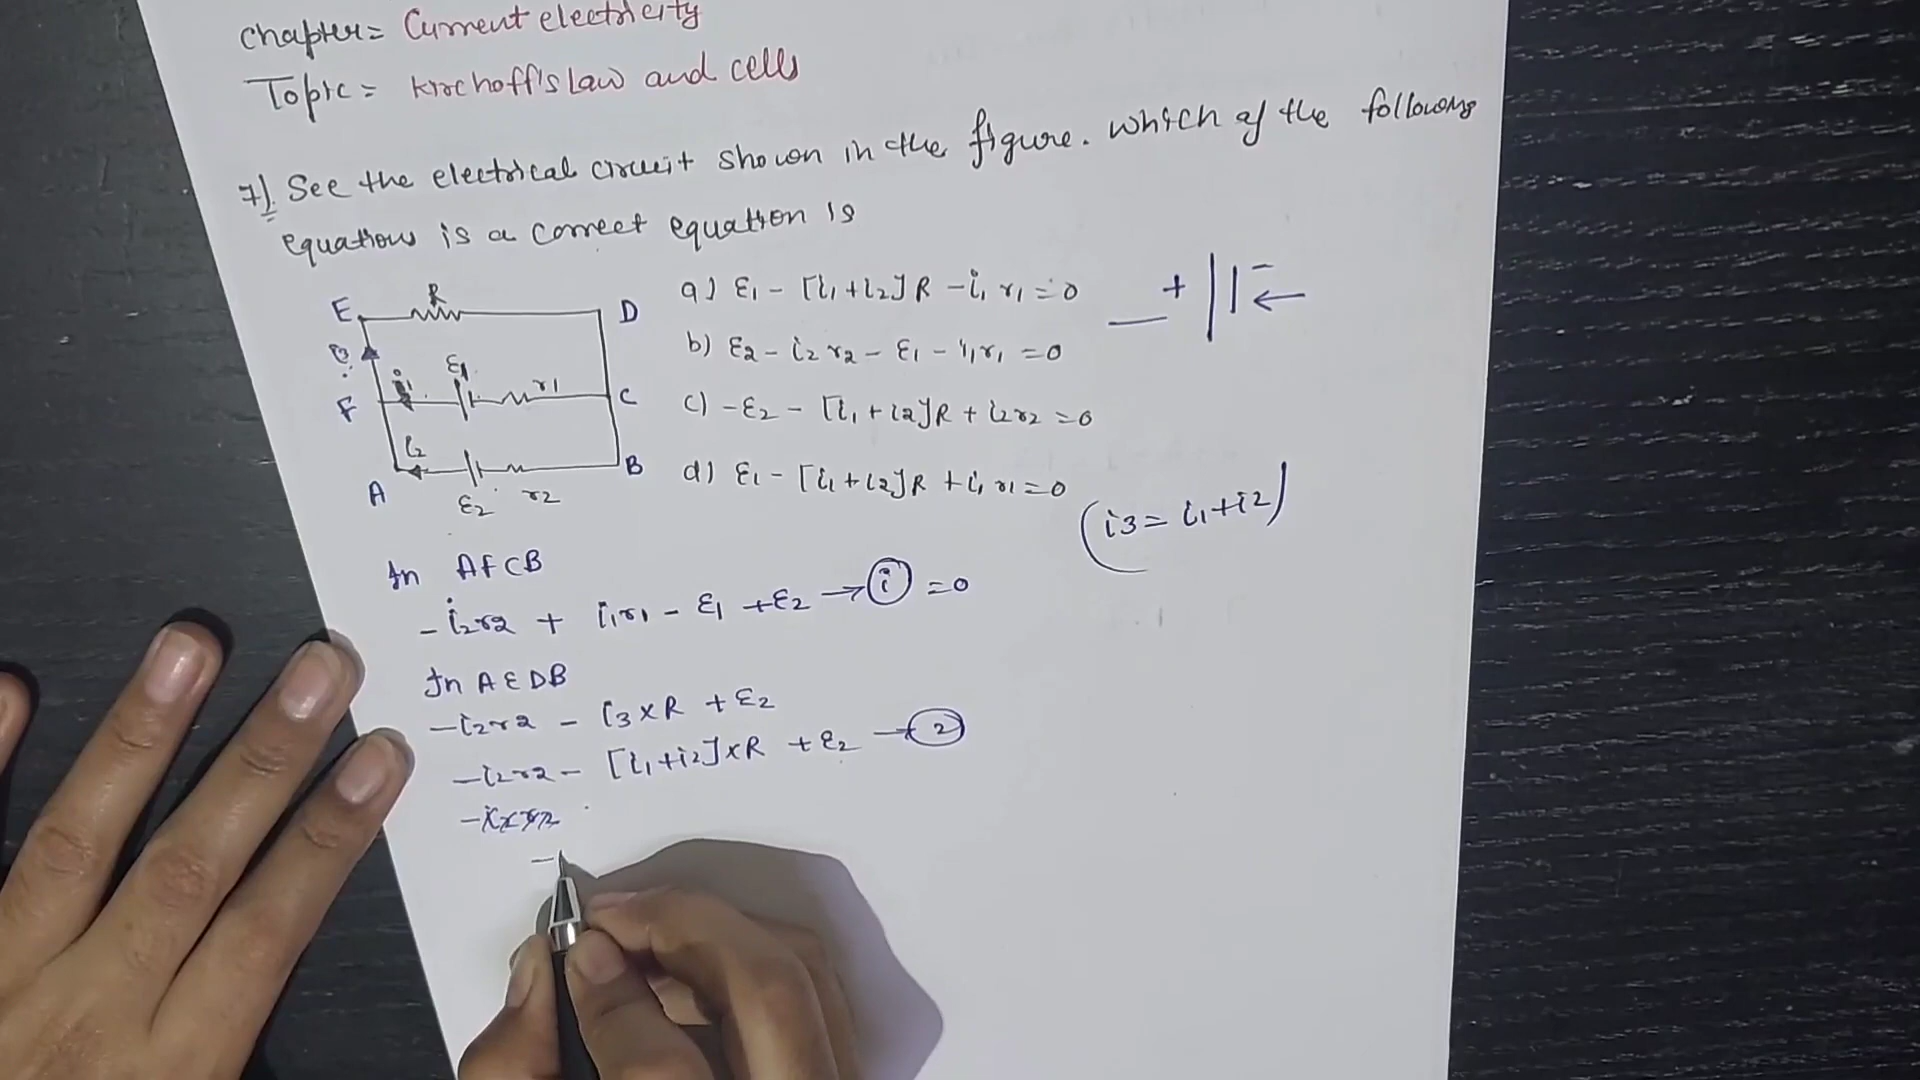 Chapter = Current electricity
Topic = Kirchoff's law and cells
7). See the electrical circuit shown in the figure. which of the following
equations is a correct equation is
a) ε1 - [i1 + i2] R - i1 r1 = 0
b) ε2 - i2 r2 - ε1 - i1 r1 = 0
c) -ε2 - [i1 + i2] R + i2 r2 = 0
d) ε1 - [i1 + i2] R + i1 r1 = 0
E R D
i3
F i1 ε1 r1 C
A i2 ε2 r2 B
+ -
(i3 = i1 + i2)
In AFCB
- i2r2 + i1r1 - ε1 + ε2 → (i) = 0
In AEDB
- i2r2 - i3 x R + ε2
- i2r2 - [i1 + i2] x R + ε2 → (2)